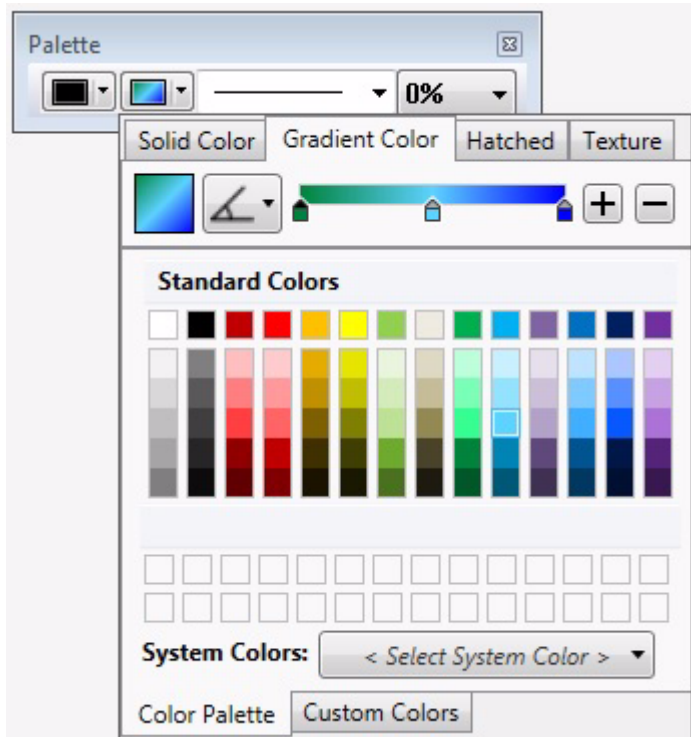 Palette
0%
Solid Color Gradient Color Hatched Texture
Standard Colors
System Colors: < Select System Color >
Color Palette Custom Colors